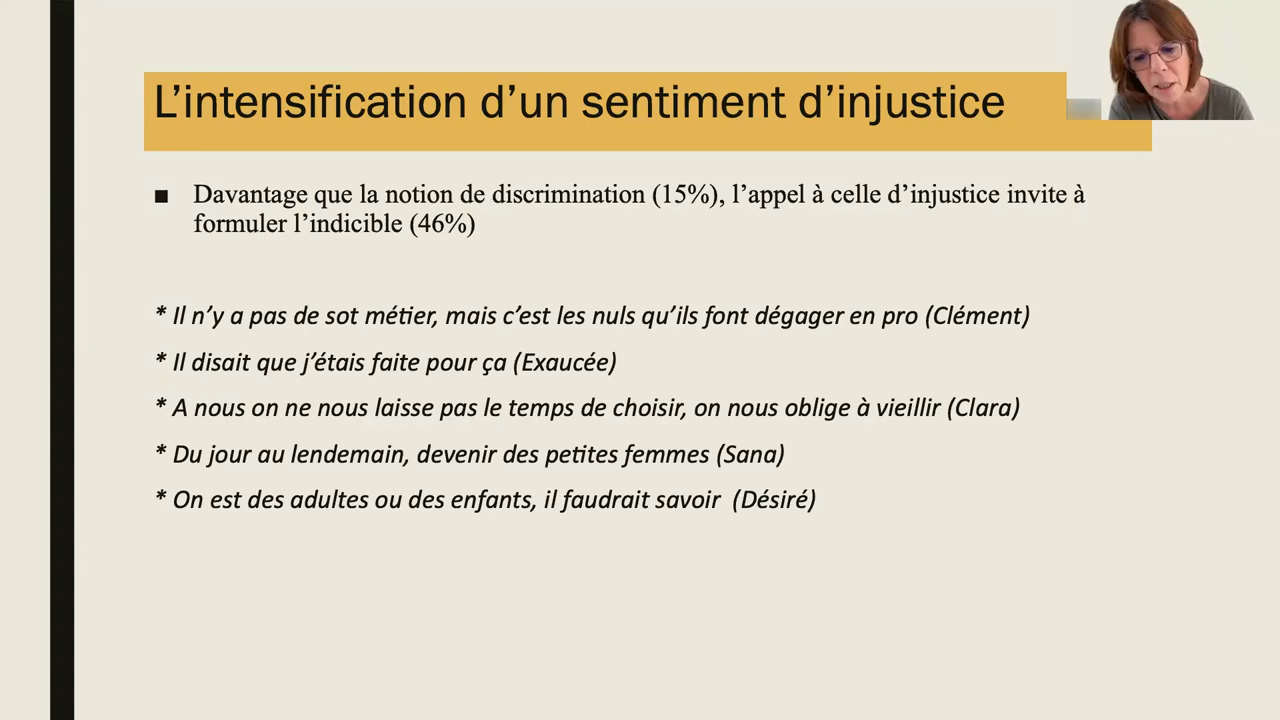 L’intensification d’un sentiment d’injustice
■ Davantage que la notion de discrimination (15%), l’appel à celle d’injustice invite à
formuler l’indicible (46%)
* Il n’y a pas de sot métier, mais c’est les nuls qu’ils font dégager en pro (Clément)
* Il disait que j’étais faite pour ça (Exaucée)
* A nous on ne nous laisse pas le temps de choisir, on nous oblige à vieillir (Clara)
* Du jour au lendemain, devenir des petites femmes (Sana)
* On est des adultes ou des enfants, il faudrait savoir  (Désiré)